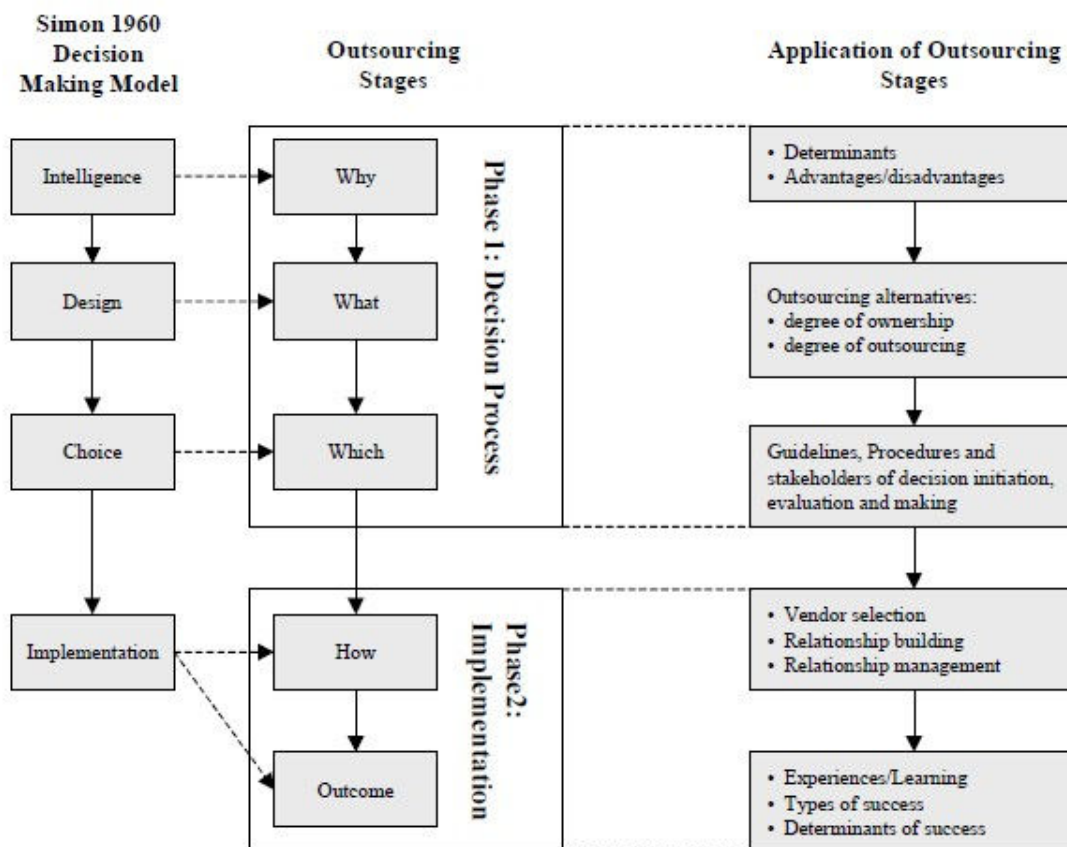 Simon 1960
Decision
Making Model
Outsourcing
Stages
Application of Outsourcing
Stages
Intelligence
Design
Choice
Implementation
Why
What
Which
Phase 1: Decision Process
How
Outcome
Phase2:
Implementation
• Determinants
• Advantages/disadvantages
Outsourcing alternatives:
• degree of ownership
• degree of outsourcing
Guidelines, Procedures and
stakeholders of decision initiation,
evaluation and making
• Vendor selection
• Relationship building
• Relationship management
• Experiences/Learning
• Types of success
• Determinants of success